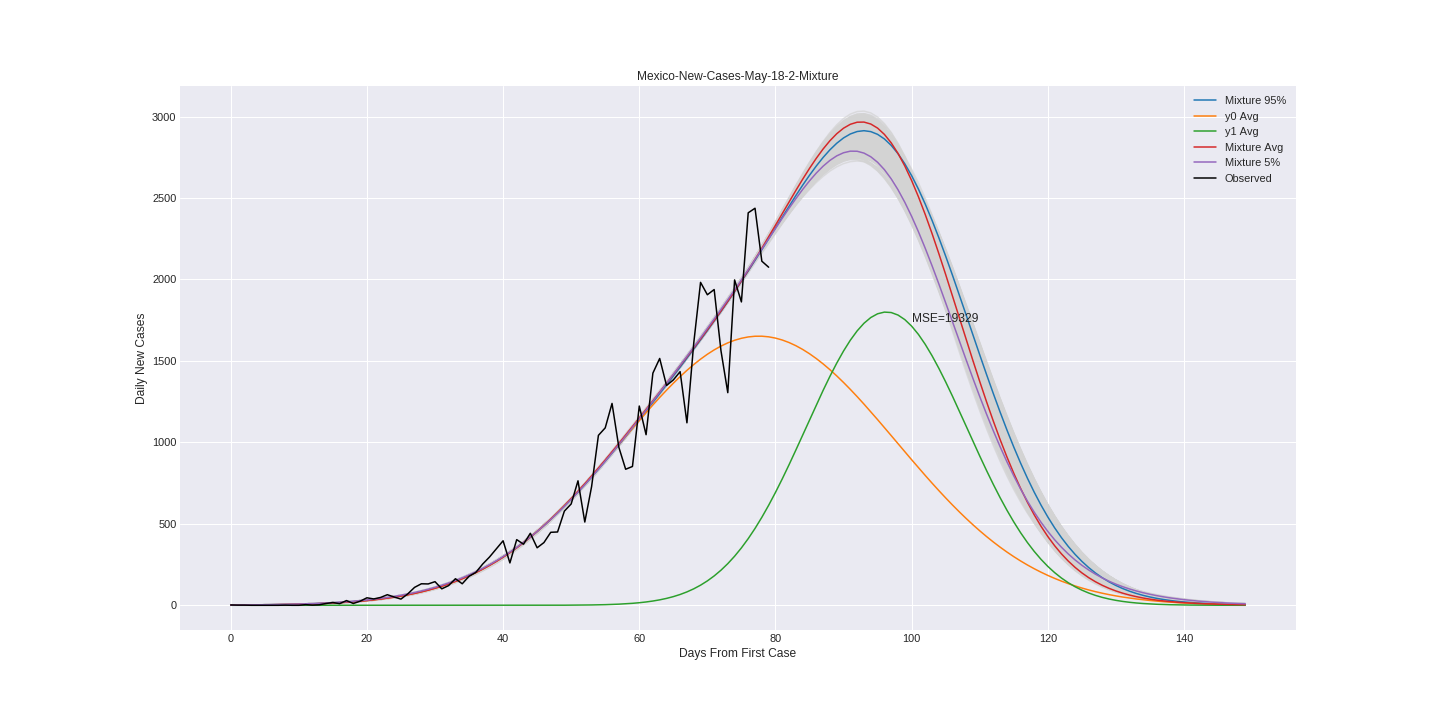 Mexico-New-Cases-May-18-2-Mixture
Mixture 95%
y0 Avg
y1 Avg
Mixture Avg
Mixture 5%
Observed
3000
2500
2000
1500
1000
500
0
Daily New Cases
MSE=19329
0 20 40 60 80 100 120 140
Days From First Case